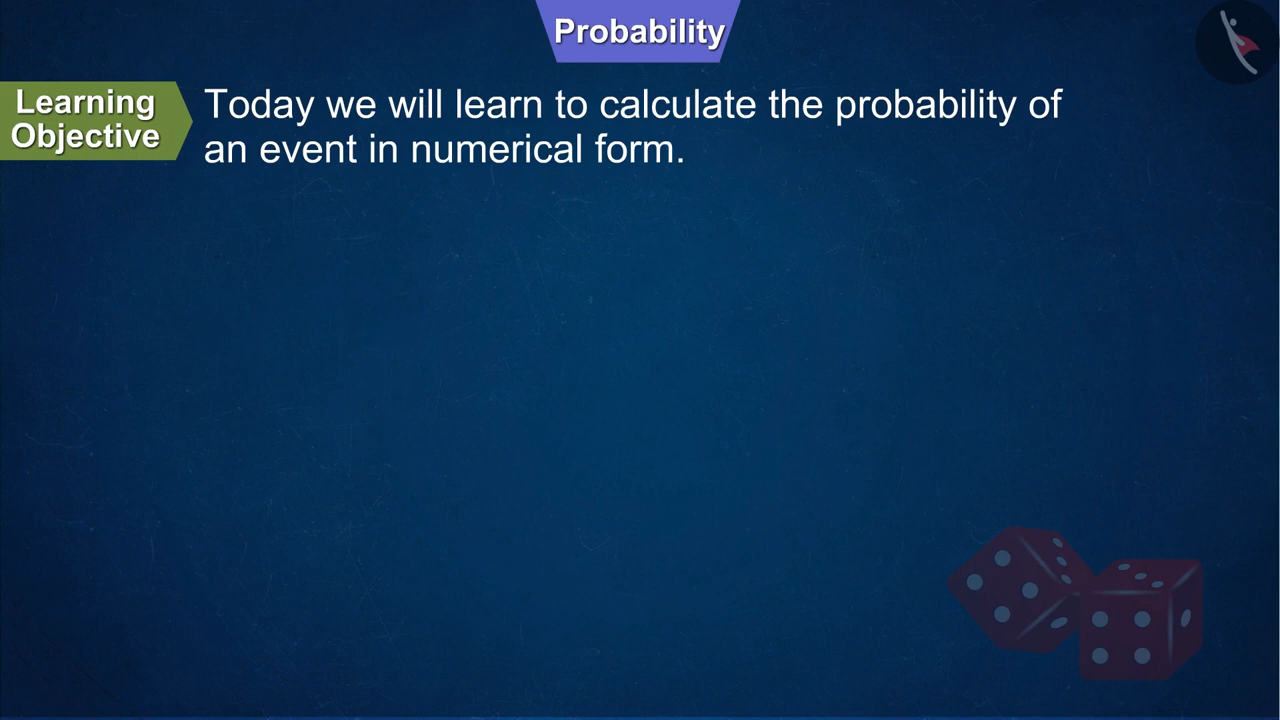 Probability
Learning
Objective
Today we will learn to calculate the probability of
an event in numerical form.